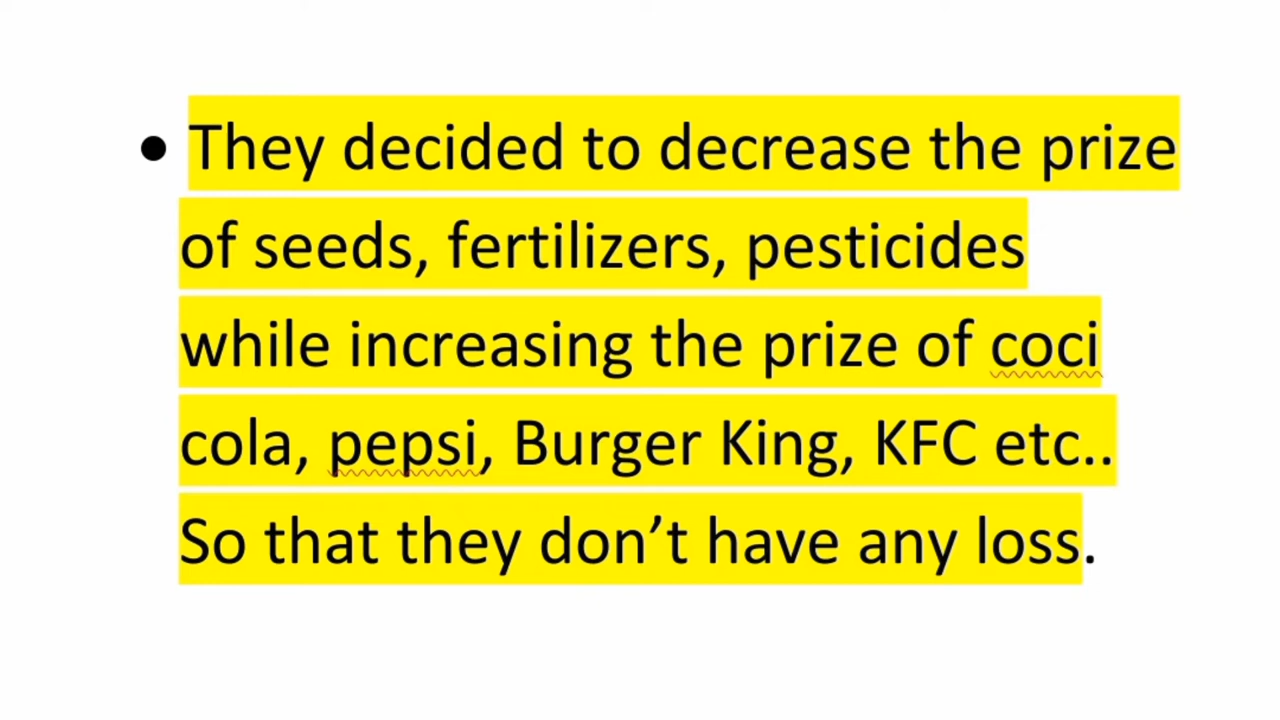 • They decided to decrease the prize
of seeds, fertilizers, pesticides
while increasing the prize of coci
cola, pepsi, Burger King, KFC etc..
So that they don’t have any loss.